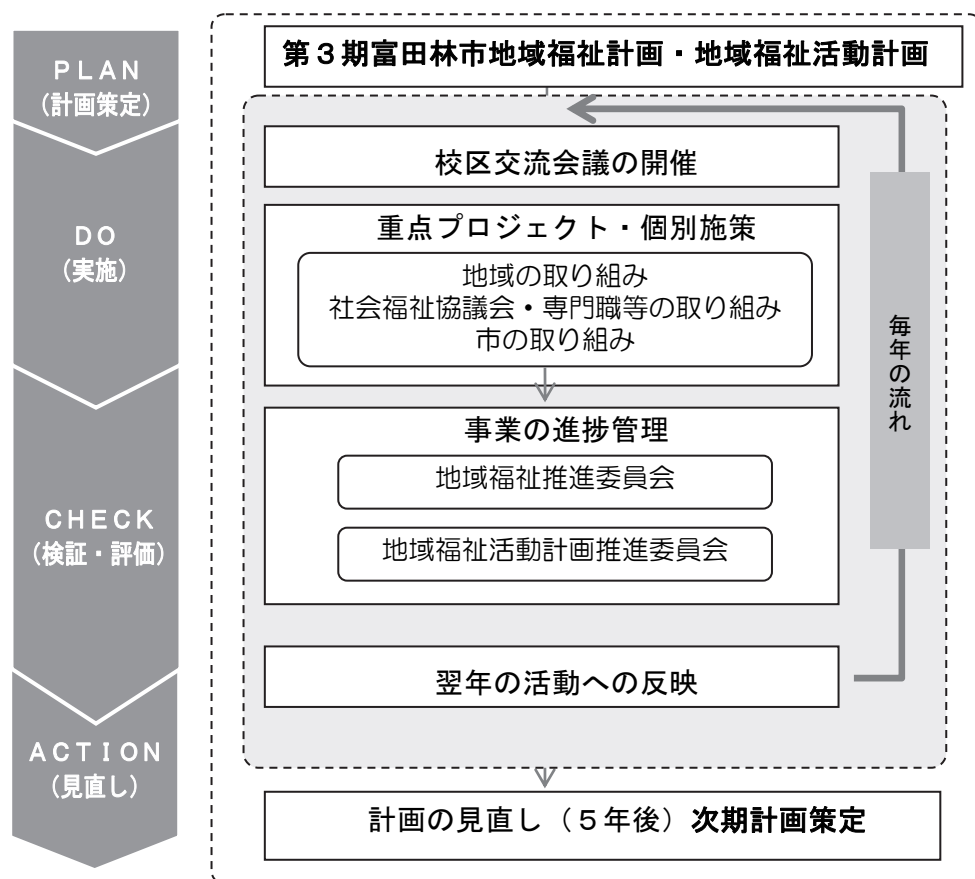 PLAN
(計画策定)
DO
(実施)
CHECK
(検証・評価)
ACTION
(見直し)
第3期富田林市地域福祉計画・地域福祉活動計画
校区交流会議の開催
重点プロジェクト・個別施策
地域の取り組み
社会福祉協議会・専門職等の取り組み
市の取り組み
事業の進捗管理
地域福祉推進委員会
地域福祉活動計画推進委員会
翌年の活動への反映
毎年の流れ
計画の見直し(5年後)次期計画策定